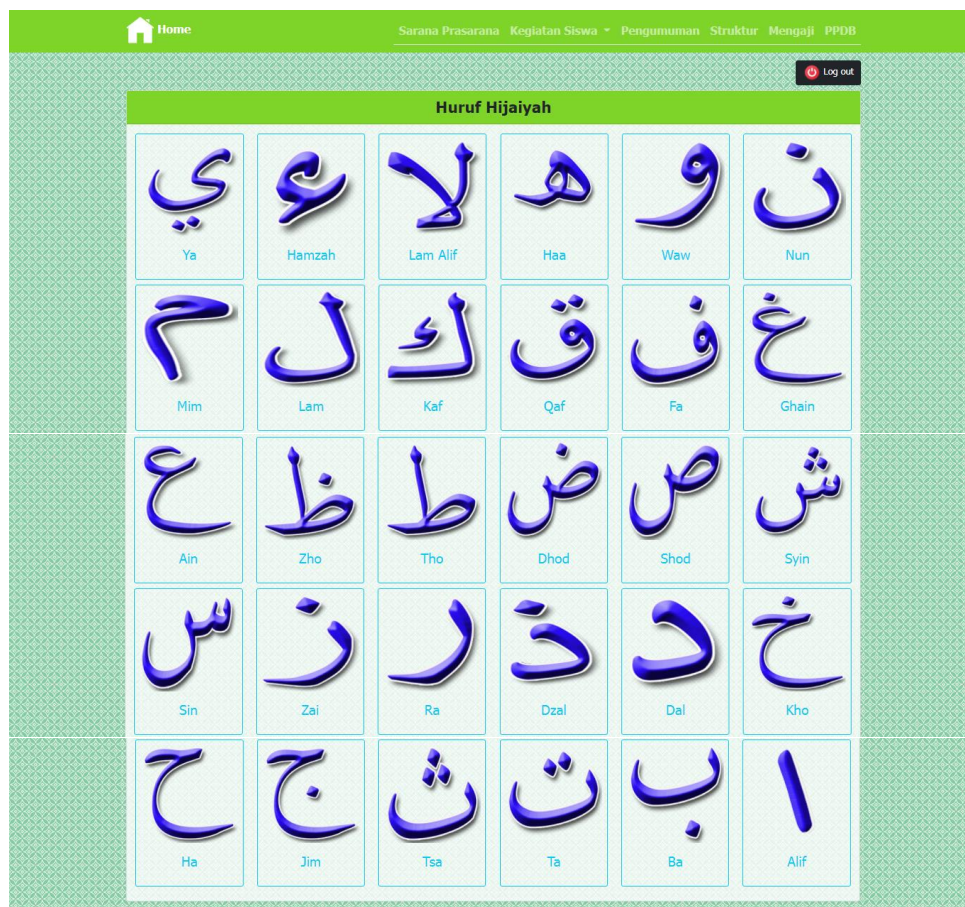 Home Sarana Prasarana Kegiatan Siswa Pengumuman Struktur Mengaji PPDB
Log out
Huruf Hijaiyah
ي ء لا ه و ن
Ya Hamzah Lam Alif Haa Waw Nun
م ل ك ق ف غ
Mim Lam Kaf Qaf Fa Ghain
ع ظ ط ض ص ش
Ain Zho Tho Dhod Shod Syin
س ز ر ذ د خ
Sin Zai Ra Dzal Dal Kho
ح ج ث ت ب ا
Ha Jim Tsa Ta Ba Alif